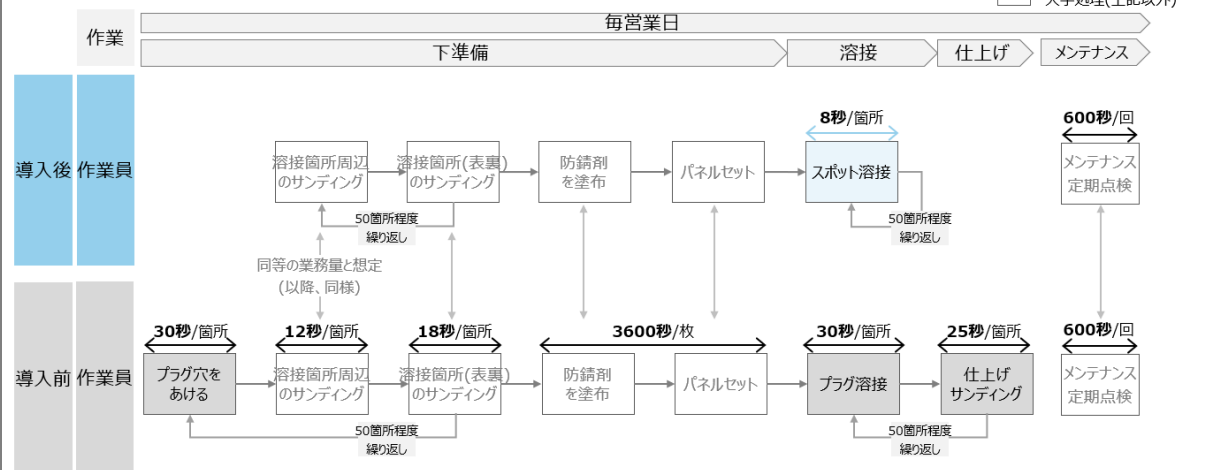 毎営業日
作業
下準備
溶接
仕上げ
メンテナンス
8秒/箇所
600秒/回
導入後
作業員
溶接箇所周辺
のサンディング
溶接箇所(表裏)
のサンディング
防錆剤
を塗布
パネルセット
スポット溶接
メンテナンス
定期点検
50箇所程度
繰り返し
50箇所程度
繰り返し
同等の業務量と想定
(以降、同様)
30秒/箇所
12秒/箇所
18秒/箇所
3600秒/枚
30秒/箇所
25秒/箇所
600秒/回
導入前
作業員
プラグ穴を
あける
溶接箇所周辺
のサンディング
溶接箇所(表裏)
のサンディング
防錆剤
を塗布
パネルセット
プラグ溶接
仕上げ
サンディング
メンテナンス
定期点検
50箇所程度
繰り返し
50箇所程度
繰り返し